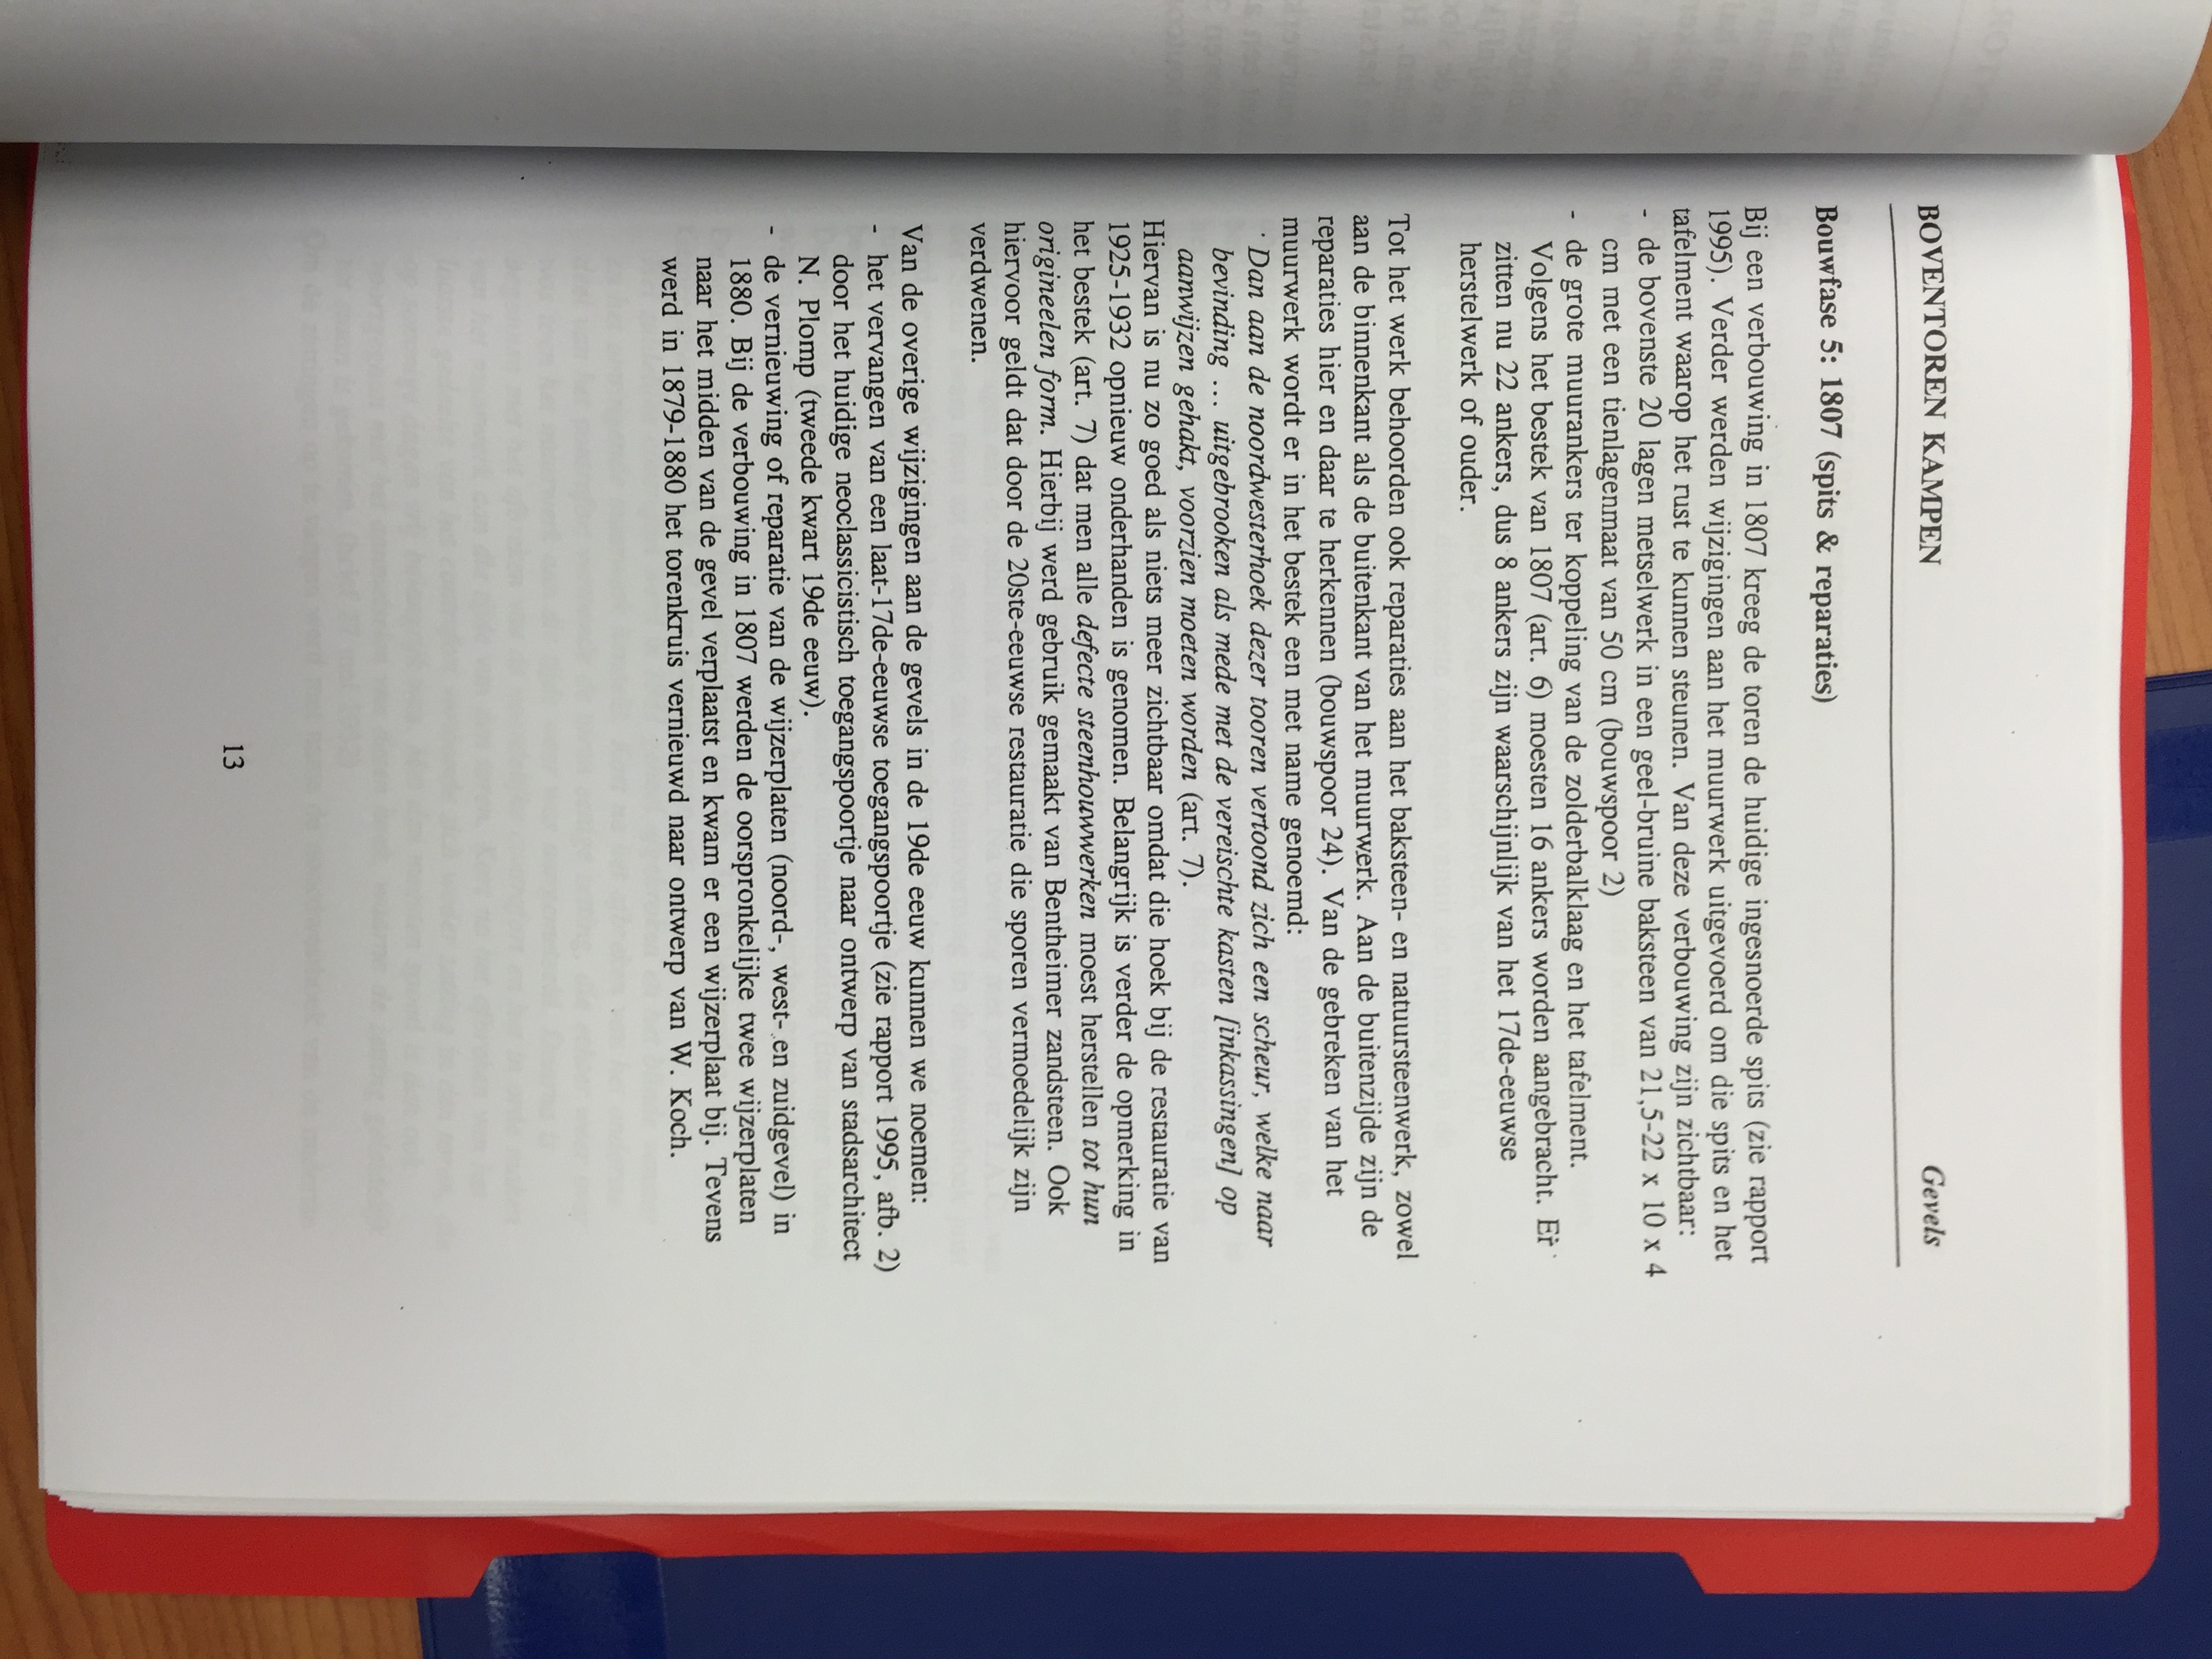 BOVENTOREN KAMPEN Gevels
Bouwfase 5: 1807 (spits & reparaties)
Bij een verbouwing in 1807 kreeg de toren de huidige ingesnoerde spits (zie rapport
1995). Verder werden wijzigingen aan het muurwerk uitgevoerd om die spits en het
tafelment waarop het rust te kunnen steunen. Van deze verbouwing zijn zichtbaar:
- de bovenste 20 lagen metselwerk in een geel-bruine baksteen van 21,5-22 x 10 x 4
cm met een tienlagenmaat van 50 cm (bouwspoor 2)
- de grote muurankers ter koppeling van de zolderbalklaag en het tafelment.
Volgens het bestek van 1807 (art. 6) moesten 16 ankers worden aangebracht. Er
zitten nu 22 ankers, dus 8 ankers zijn waarschijnlijk van het 17de-eeuwse
herstelwerk of ouder.
Tot het werk behoorden ook reparaties aan het baksteen- en natuursteenwerk, zowel
aan de binnenkant als de buitenkant van het muurwerk. Aan de buitenzijde zijn de
reparaties hier en daar te herkennen (bouwspoor 24). Van de gebreken van het
muurwerk wordt er in het bestek een met name genoemd:
Dan aan de noordwesterhoek dezer tooren vertoond zich een scheur, welke naar
bevinding ... uitgebrooken als mede met de vereischte kasten [inkassingen] op
aanwijzen gehakt, voorzien moeten worden (art. 7).
Hiervan is nu zo goed als niets meer zichtbaar omdat die hoek bij de restauratie van
1925-1932 opnieuw onderhanden is genomen. Belangrijk is verder de opmerking in
het bestek (art. 7) dat men alle defecte steenhouwwerken moest herstellen tot hun
origineelen form. Hierbij werd gebruik gemaakt van Bentheimer zandsteen. Ook
hiervoor geldt dat door de 20ste-eeuwse restauratie die sporen vermoedelijk zijn
verdwenen.
Van de overige wijzigingen aan de gevels in de 19de eeuw kunnen we noemen:
- het vervangen van een laat-17de-eeuwse toegangspoortje (zie rapport 1995, afb. 2)
door het huidige neoclassicistisch toegangspoortje naar ontwerp van stadsarchitect
N. Plomp (tweede kwart 19de eeuw).
- de vernieuwing of reparatie van de wijzerplaten (noord-, west- en zuidgevel) in
1880. Bij de verbouwing in 1807 werden de oorspronkelijke twee wijzerplaten
naar het midden van de gevel verplaatst en kwam er een wijzerplaat bij. Tevens
werd in 1879-1880 het torenkruis vernieuwd naar ontwerp van W. Koch.
13